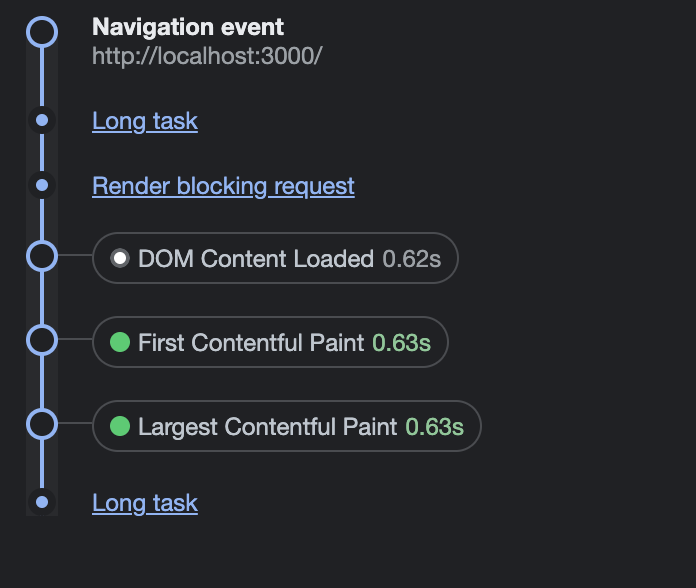 Navigation event
http://localhost:3000/
Long task
Render blocking request
DOM Content Loaded 0.62s
First Contentful Paint 0.63s
Largest Contentful Paint 0.63s
Long task